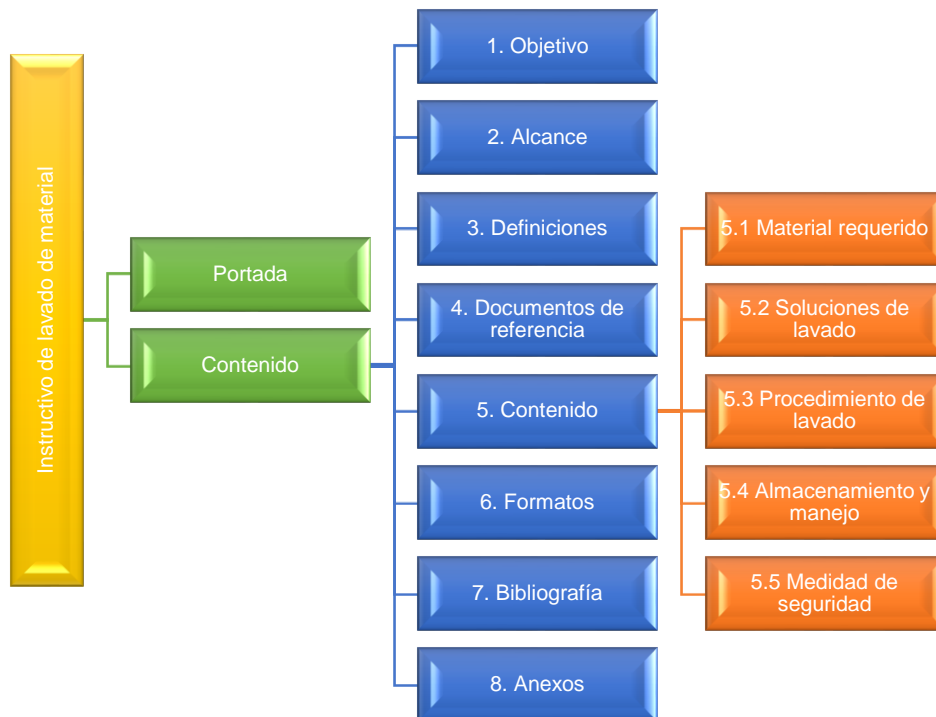 Instructivo de lavado de material
Portada
Contenido
1. Objetivo
2. Alcance
3. Definiciones
4. Documentos de
referencia
5. Contenido
6. Formatos
7. Bibliografía
8. Anexos
5.1 Material requerido
5.2 Soluciones de
lavado
5.3 Procedimiento de
lavado
5.4 Almacenamiento y
manejo
5.5 Medidad de
seguridad